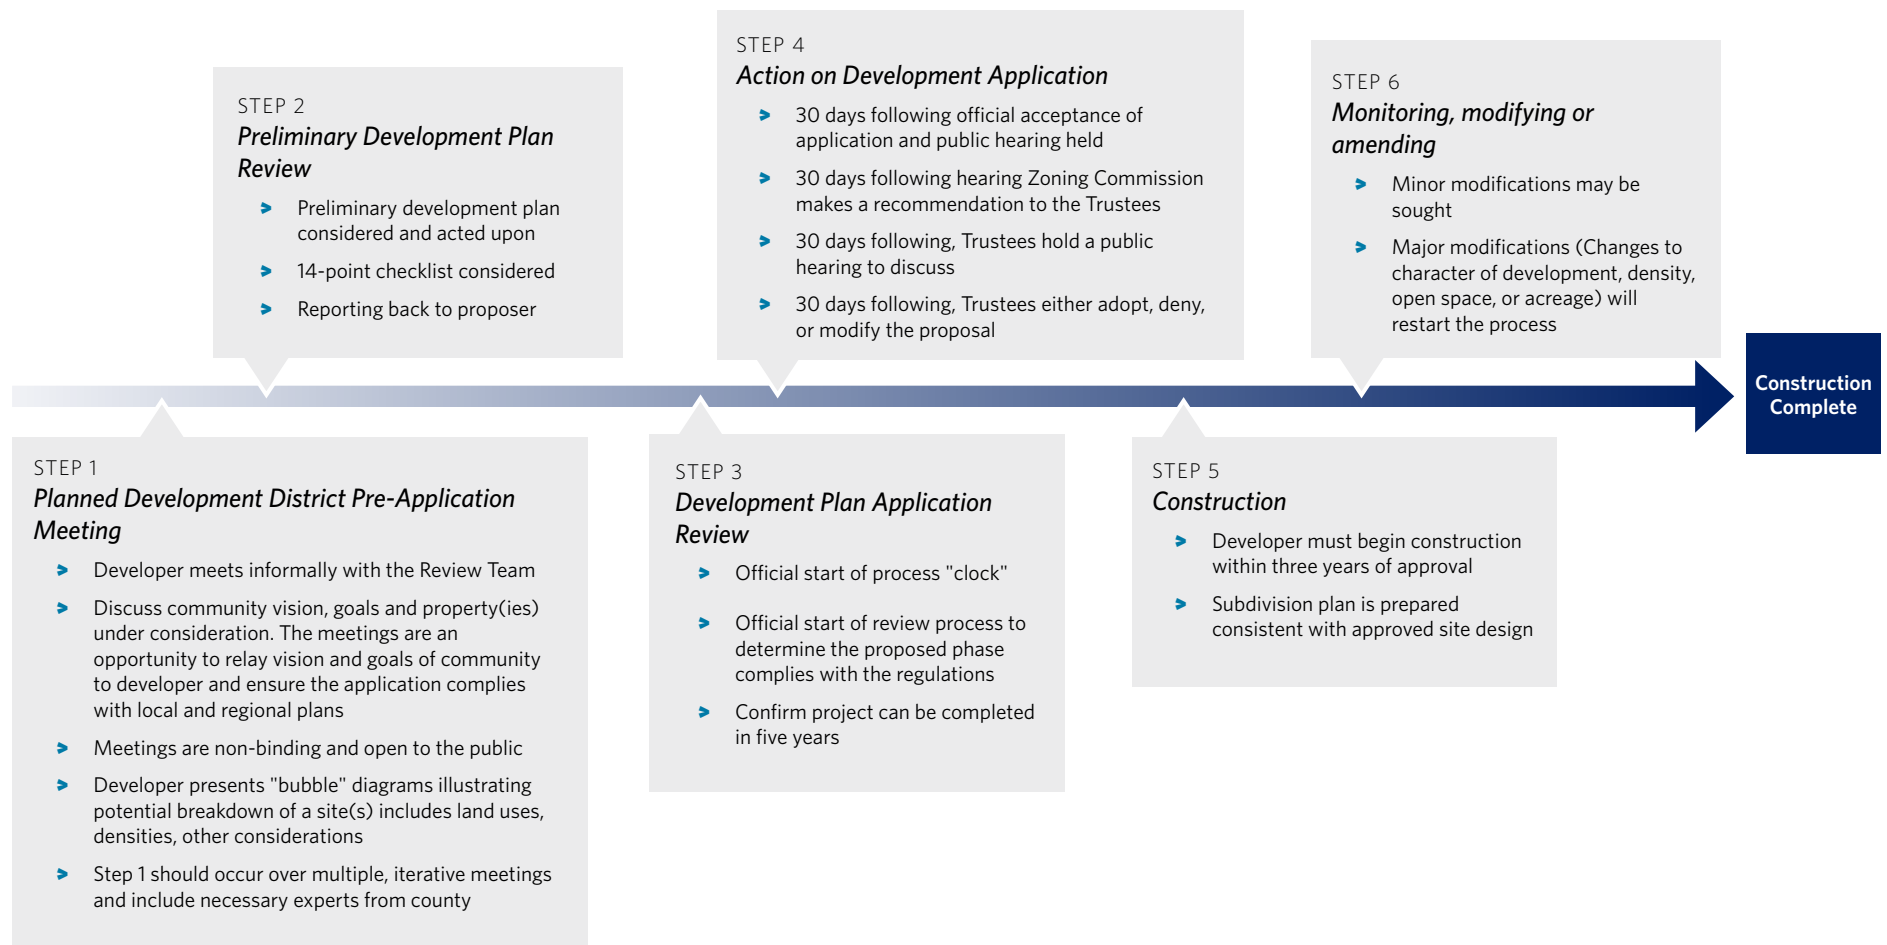 STEP 1
Planned Development District Pre-Application
Meeting
Developer meets informally with the Review Team
Discuss community vision, goals and property(ies)
under consideration. The meetings are an
opportunity to relay vision and goals of community
to developer and ensure the application complies
with local and regional plans
Meetings are non-binding and open to the public
Developer presents "bubble" diagrams illustrating
potential breakdown of a site(s) includes land uses,
densities, other considerations
Step 1 should occur over multiple, iterative meetings
and include necessary experts from county
STEP 2
Preliminary Development Plan
Review
Preliminary development plan
considered and acted upon
14-point checklist considered
Reporting back to proposer
STEP 3
Development Plan Application
Review
Official start of process "clock"
Official start of review process to
determine the proposed phase
complies with the regulations
Confirm project can be completed
in five years
STEP 4
Action on Development Application
30 days following official acceptance of
application and public hearing held
30 days following hearing Zoning Commission
makes a recommendation to the Trustees
30 days following, Trustees hold a public
hearing to discuss
30 days following, Trustees either adopt, deny,
or modify the proposal
STEP 5
Construction
Developer must begin construction
within three years of approval
Subdivision plan is prepared
consistent with approved site design
STEP 6
Monitoring, modifying or
amending
Minor modifications may be
sought
Major modifications (Changes to
character of development, density,
open space, or acreage) will
restart the process
Construction
Complete